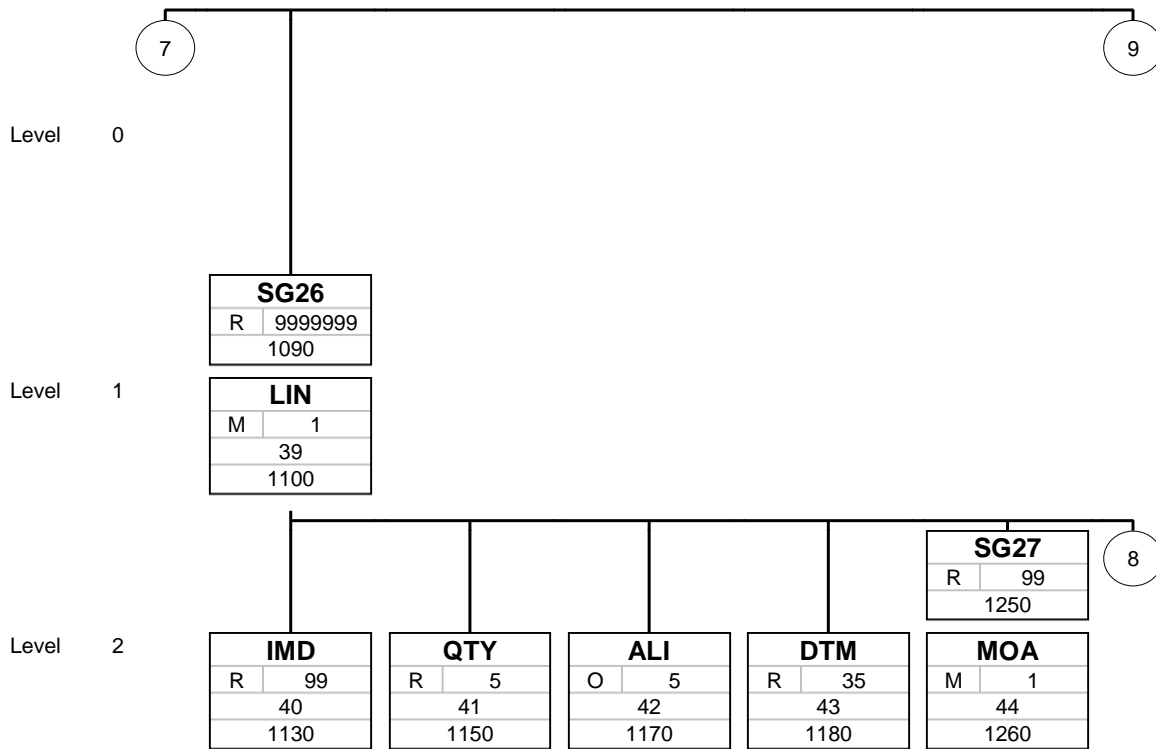 7
9
Level 0
SG26
R 9999999
1090
Level 1
LIN
M 1
39
1100
SG27
R 99
1250
8
Level 2
IMD
R 99
40
1130
QTY
R 5
41
1150
ALI
O 5
42
1170
DTM
R 35
43
1180
MOA
M 1
44
1260